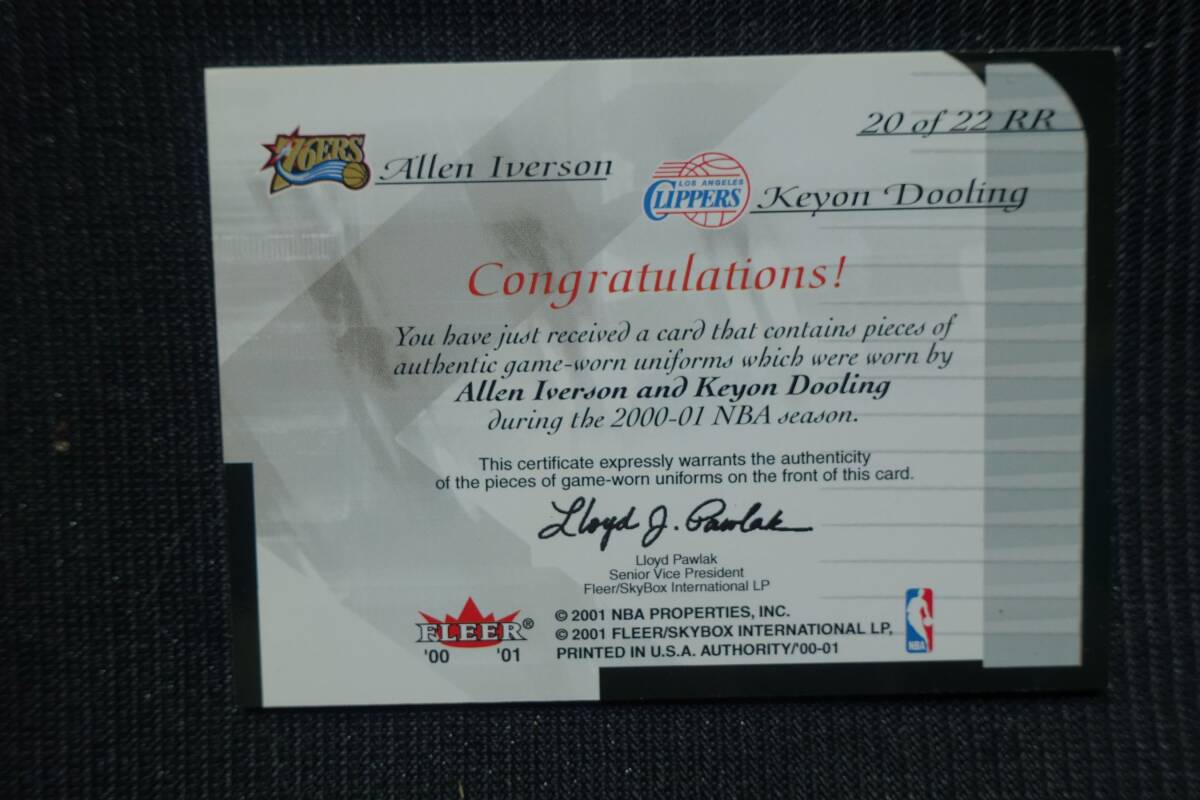 20 of 22 RR
76ERS
Allen Iverson
LOS ANGELES
CLIPPERS
Keyon Dooling
Congratulations!
You have just received a card that contains pieces of
authentic game-worn uniforms which were worn by
Allen Iverson and Keyon Dooling
during the 2000-01 NBA season.
This certificate expressly warrants the authenticity
of the pieces of game-worn uniforms on the front of this card.
Lloyd J. Pawlak
Lloyd Pawlak
Senior Vice President
Fleer/SkyBox International LP
FLEER®
'00 '01
© 2001 NBA PROPERTIES, INC.
© 2001 FLEER/SKYBOX INTERNATIONAL LP,
PRINTED IN U.S.A. AUTHORITY/'00-01
NBA